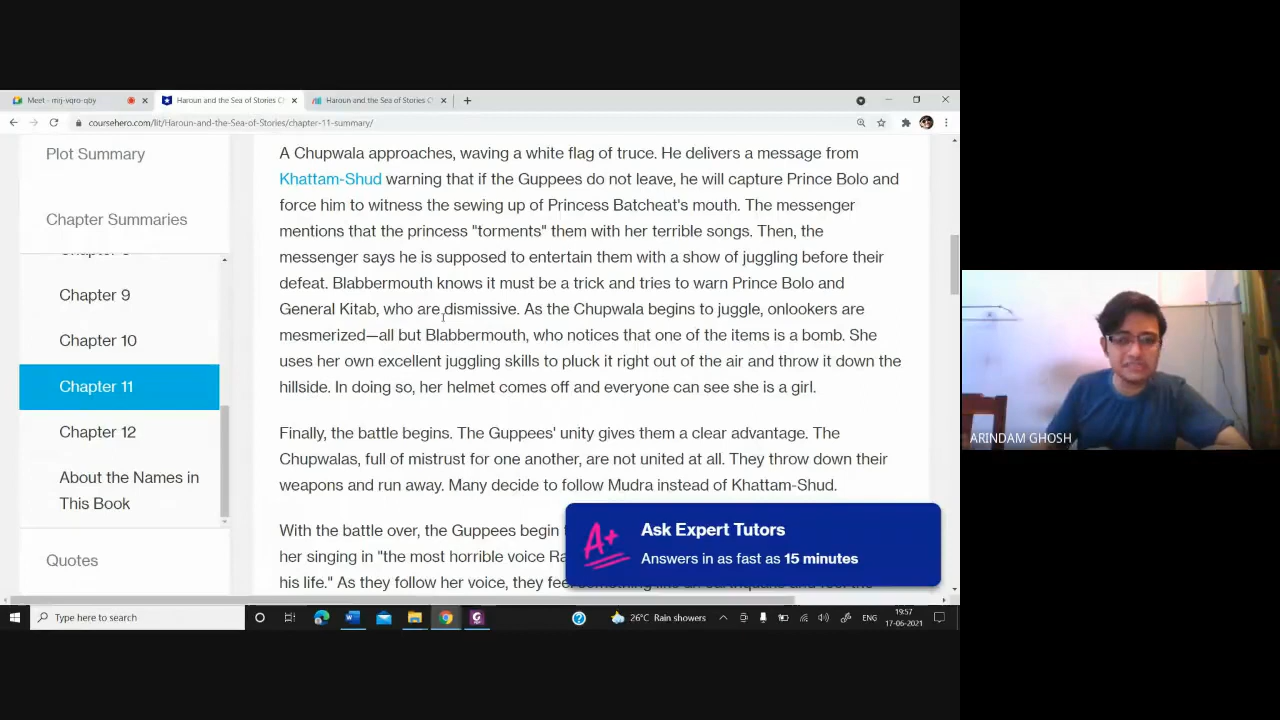 Meet - mij-vqro-qby
Haroun and the Sea of Stories C
Haroun and the Sea of Stories C
coursehero.com/lit/Haroun-and-the-Sea-of-Stories/chapter-11-summary/
Plot Summary
Chapter Summaries
Chapter 9
Chapter 10
Chapter 11
Chapter 12
About the Names in
This Book
Quotes
A Chupwala approaches, waving a white flag of truce. He delivers a message from
Khattam-Shud warning that if the Guppees do not leave, he will capture Prince Bolo and
force him to witness the sewing up of Princess Batcheat's mouth. The messenger
mentions that the princess "torments" them with her terrible songs. Then, the
messenger says he is supposed to entertain them with a show of juggling before their
defeat. Blabbermouth knows it must be a trick and tries to warn Prince Bolo and
General Kitab, who are dismissive. As the Chupwala begins to juggle, onlookers are
mesmerized—all but Blabbermouth, who notices that one of the items is a bomb. She
uses her own excellent juggling skills to pluck it right out of the air and throw it down the
hillside. In doing so, her helmet comes off and everyone can see she is a girl.
Finally, the battle begins. The Guppees' unity gives them a clear advantage. The
Chupwalas, full of mistrust for one another, are not united at all. They throw down their
weapons and run away. Many decide to follow Mudra instead of Khattam-Shud.
With the battle over, the Guppees begin
her singing in "the most horrible voice
his life." As they follow her voice, they
A+
Ask Expert Tutors
Answers in as fast as 15 minutes
ARINDAM GHOSH
Type here to search
26°C Rain showers
ENG
19:57
17-06-2021